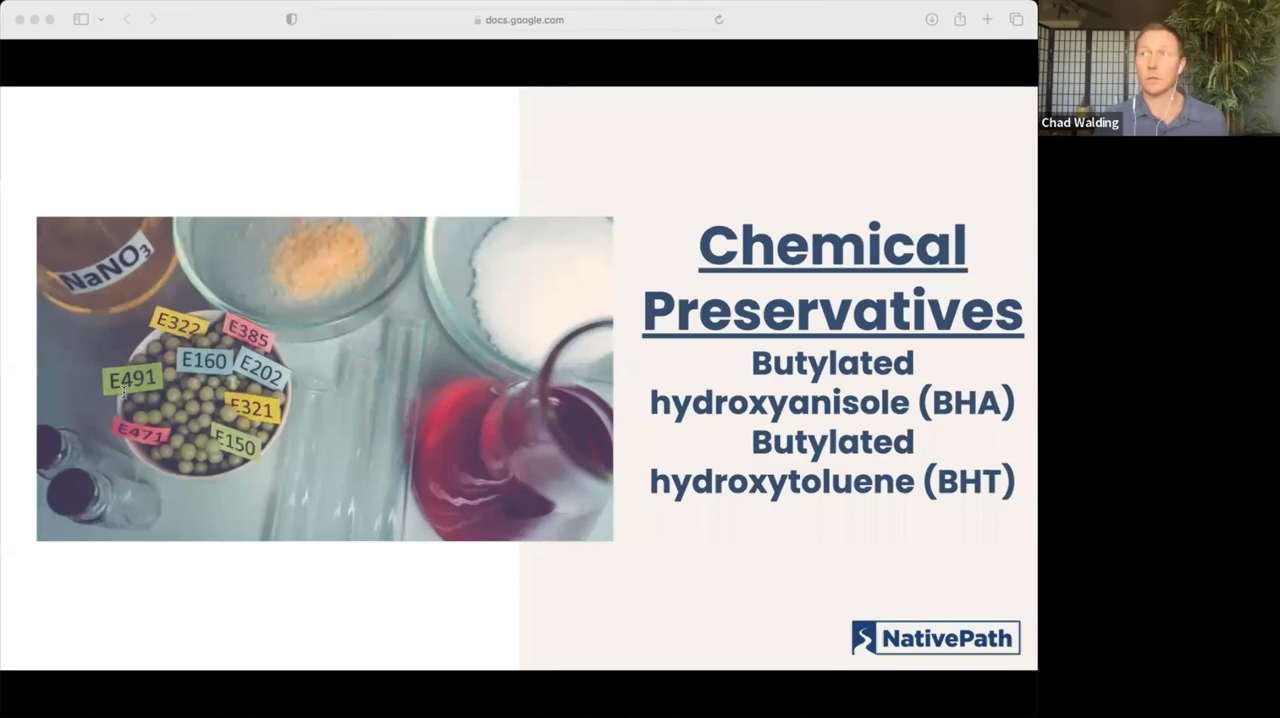 docs.google.com
Chad Walding
NaNO3
E322
E385
E160
E202
E491
E321
E471
E150
Chemical
Preservatives
Butylated
hydroxyanisole (BHA)
Butylated
hydroxytoluene (BHT)
NativePath